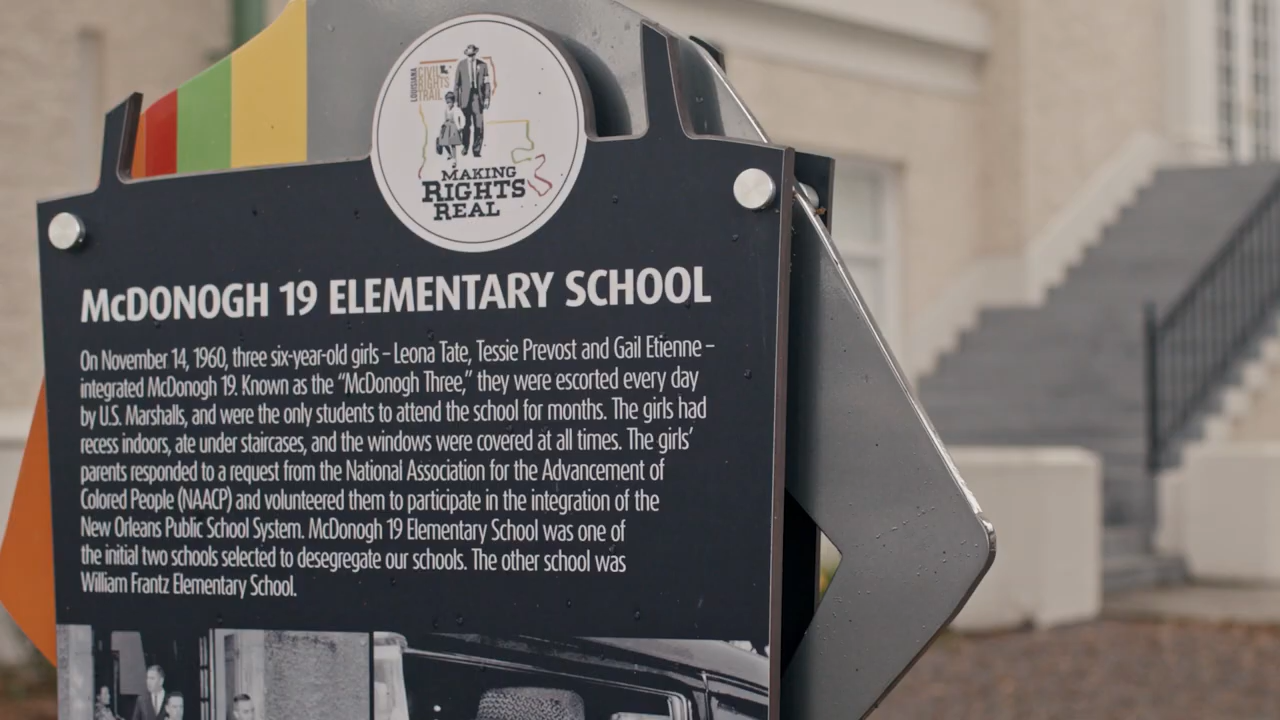 LOUISIANA
CIVIL
RIGHTS
TRAIL
MAKING
RIGHTS
REAL
McDONOGH 19 ELEMENTARY SCHOOL
On November 14, 1960, three six-year-old girls – Leona Tate, Tessie Prevost and Gail Etienne –
integrated McDonogh 19. Known as the “McDonogh Three,” they were escorted every day
by U.S. Marshalls, and were the only students to attend the school for months. The girls had
recess indoors, ate under staircases, and the windows were covered at all times. The girls’
parents responded to a request from the National Association for the Advancement of
Colored People (NAACP) and volunteered them to participate in the integration of the
New Orleans Public School System. McDonogh 19 Elementary School was one of
the initial two schools selected to desegregate our schools. The other school was
William Frantz Elementary School.